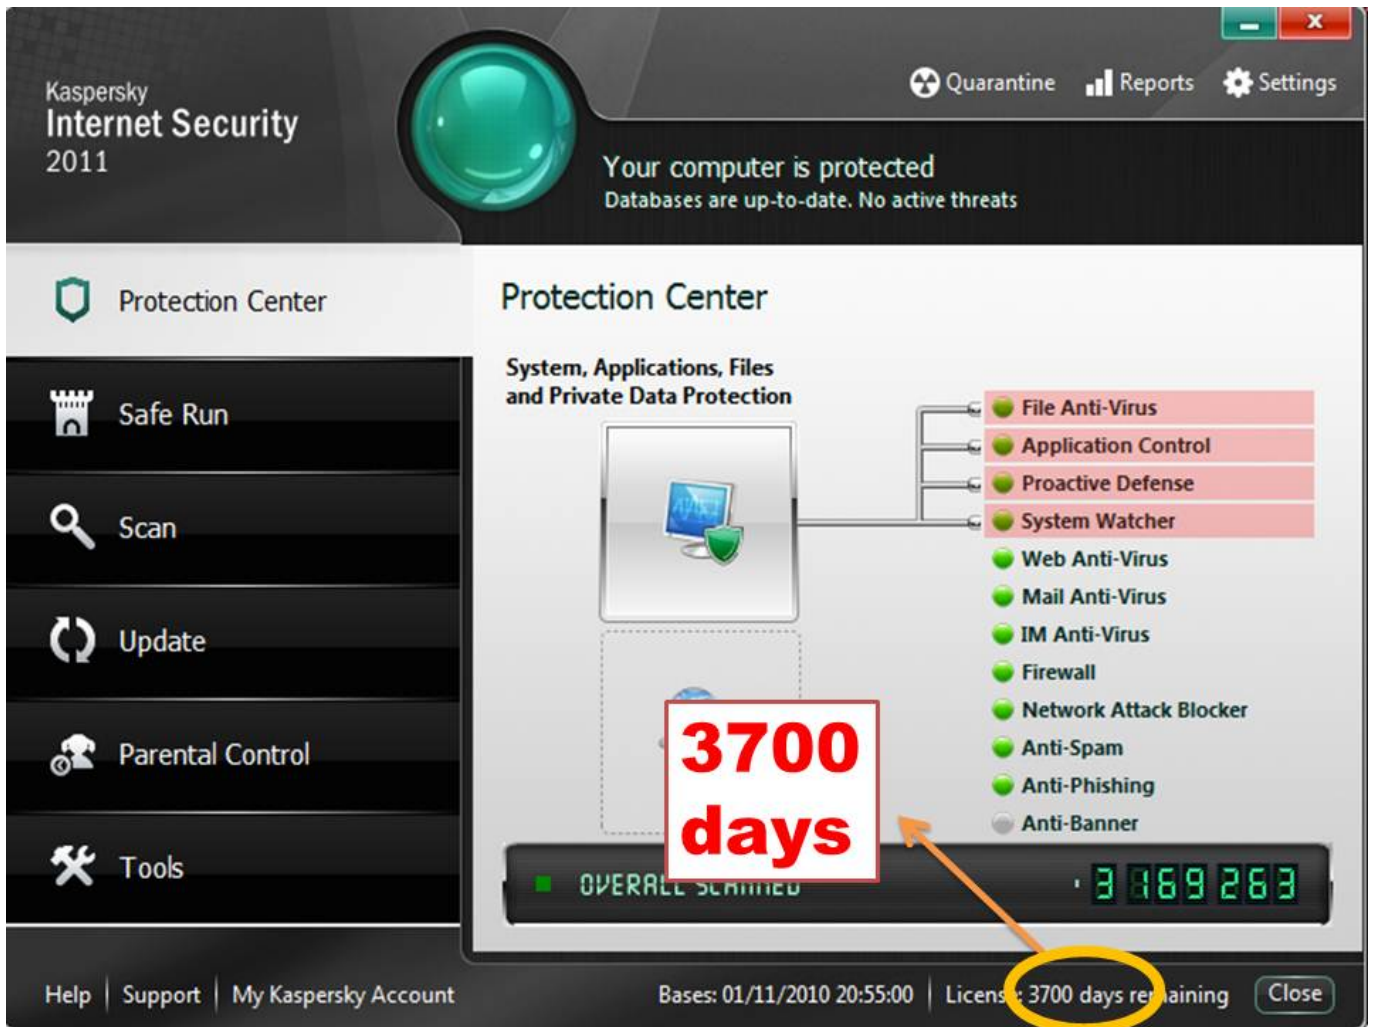 Kaspersky
Internet Security
2011
Quarantine
Reports
Settings
Your computer is protected
Databases are up-to-date. No active threats
Protection Center
Safe Run
Scan
Update
Parental Control
Tools
Protection Center
System, Applications, Files
and Private Data Protection
File Anti-Virus
Application Control
Proactive Defense
System Watcher
Web Anti-Virus
Mail Anti-Virus
IM Anti-Virus
Firewall
Network Attack Blocker
Anti-Spam
Anti-Phishing
Anti-Banner
3700
days
OVERALL SCANNED
3 169 263
Help | Support | My Kaspersky Account
Bases: 01/11/2010 20:55:00 | License: 3700 days remaining
Close